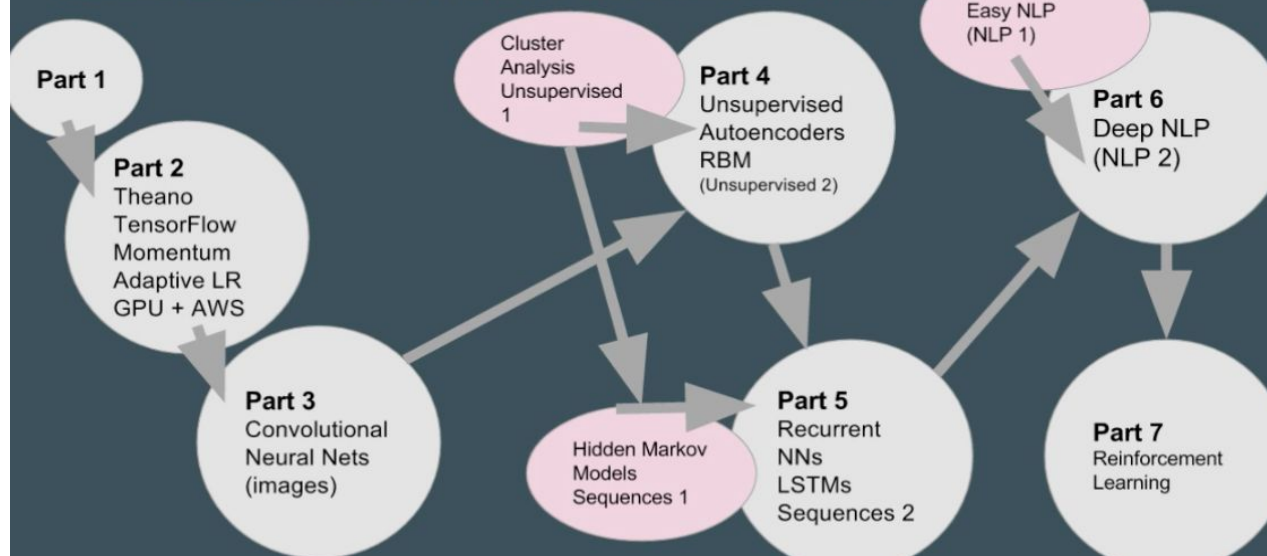 Part 1
Part 2
Theano
TensorFlow
Momentum
Adaptive LR
GPU + AWS
Part 3
Convolutional
Neural Nets
(images)
Cluster
Analysis
Unsupervised
1
Part 4
Unsupervised
Autoencoders
RBM
(Unsupervised 2)
Hidden Markov
Models
Sequences 1
Part 5
Recurrent
NNs
LSTMs
Sequences 2
Easy NLP
(NLP 1)
Part 6
Deep NLP
(NLP 2)
Part 7
Reinforcement
Learning